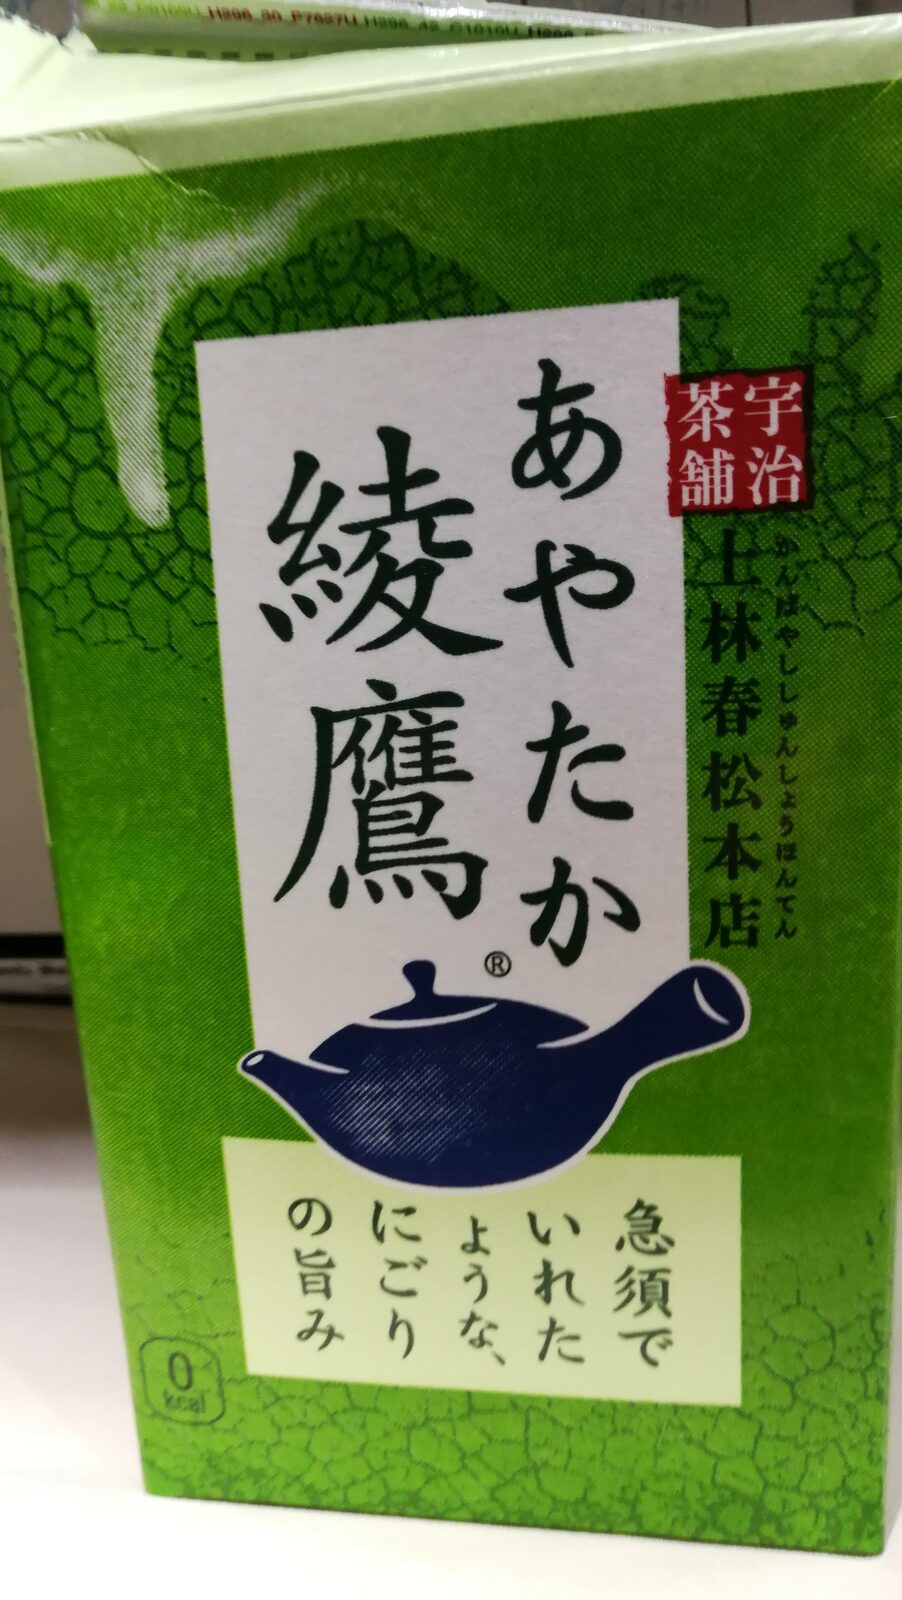 宇治
茶舗
かんばやししゅんしょうほんてん
上林春松本店
あやたか
綾鷹
®
急須で
いれた
ような、
にごり
の旨み
0
kcal